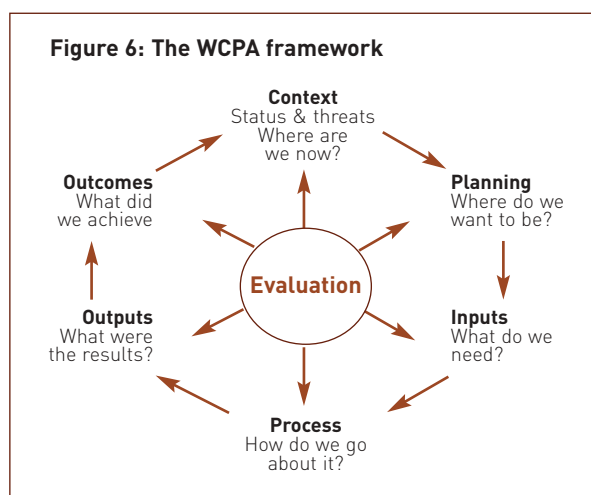 Figure 6: The WCPA framework
Context
Status & threats
Where are
we now?
Planning
Where do we
want to be?
Inputs
What do we
need?
Process
How do we go
about it?
Outputs
What were
the results?
Outcomes
What did
we achieve
Evaluation